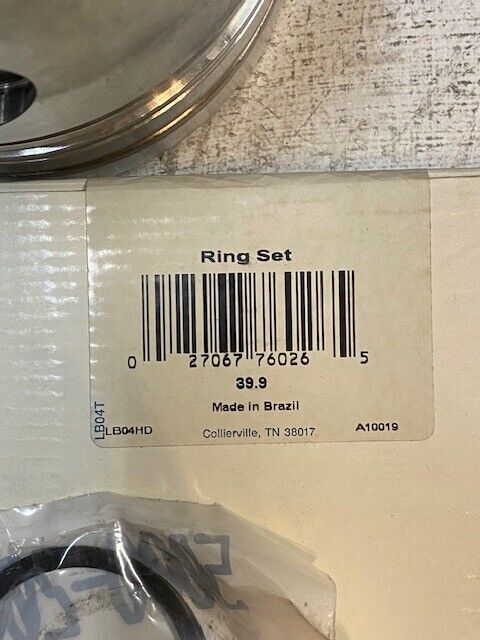 Ring Set
0 27067 76026 5
39.9
Made in Brazil
LB04T
LB04HD
Collierville, TN 38017
A10019